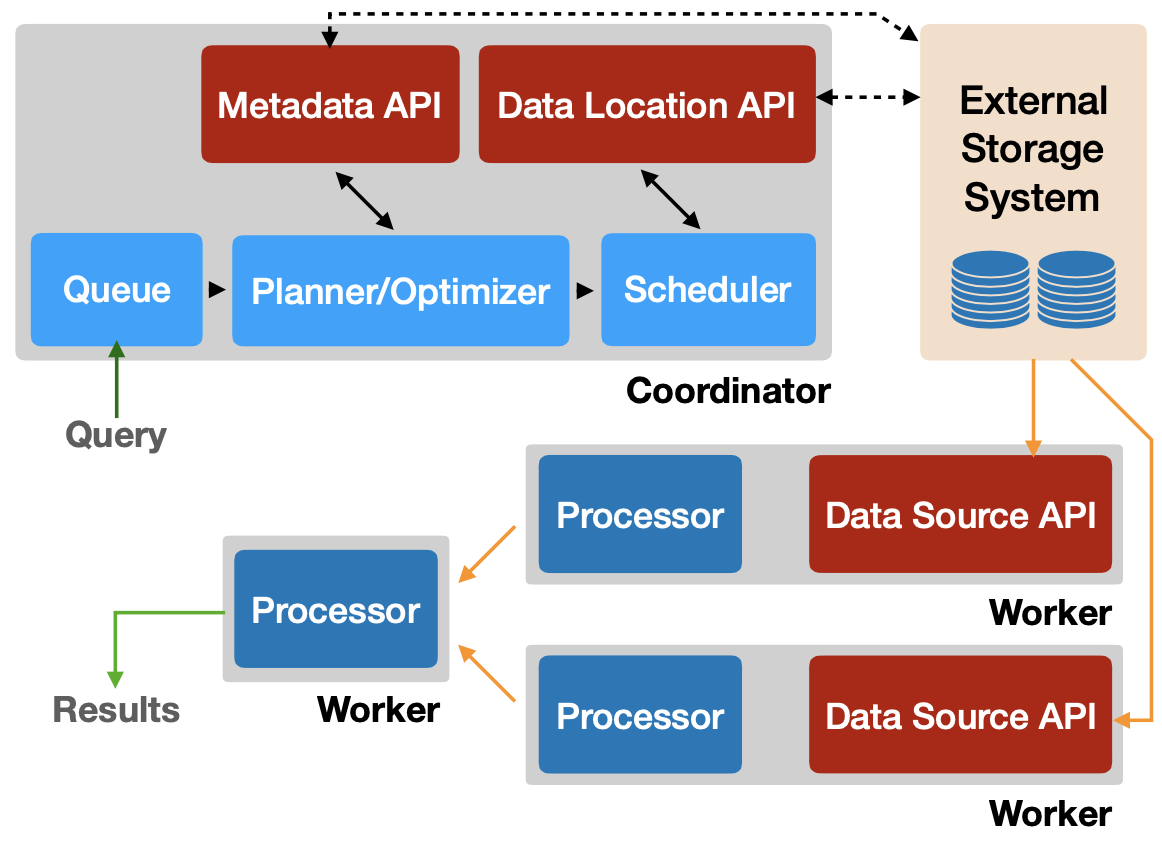 Metadata API
Data Location API
External
Storage
System
Queue
Planner/Optimizer
Scheduler
Coordinator
Query
Processor
Data Source API
Worker
Processor
Worker
Results
Processor
Data Source API
Worker